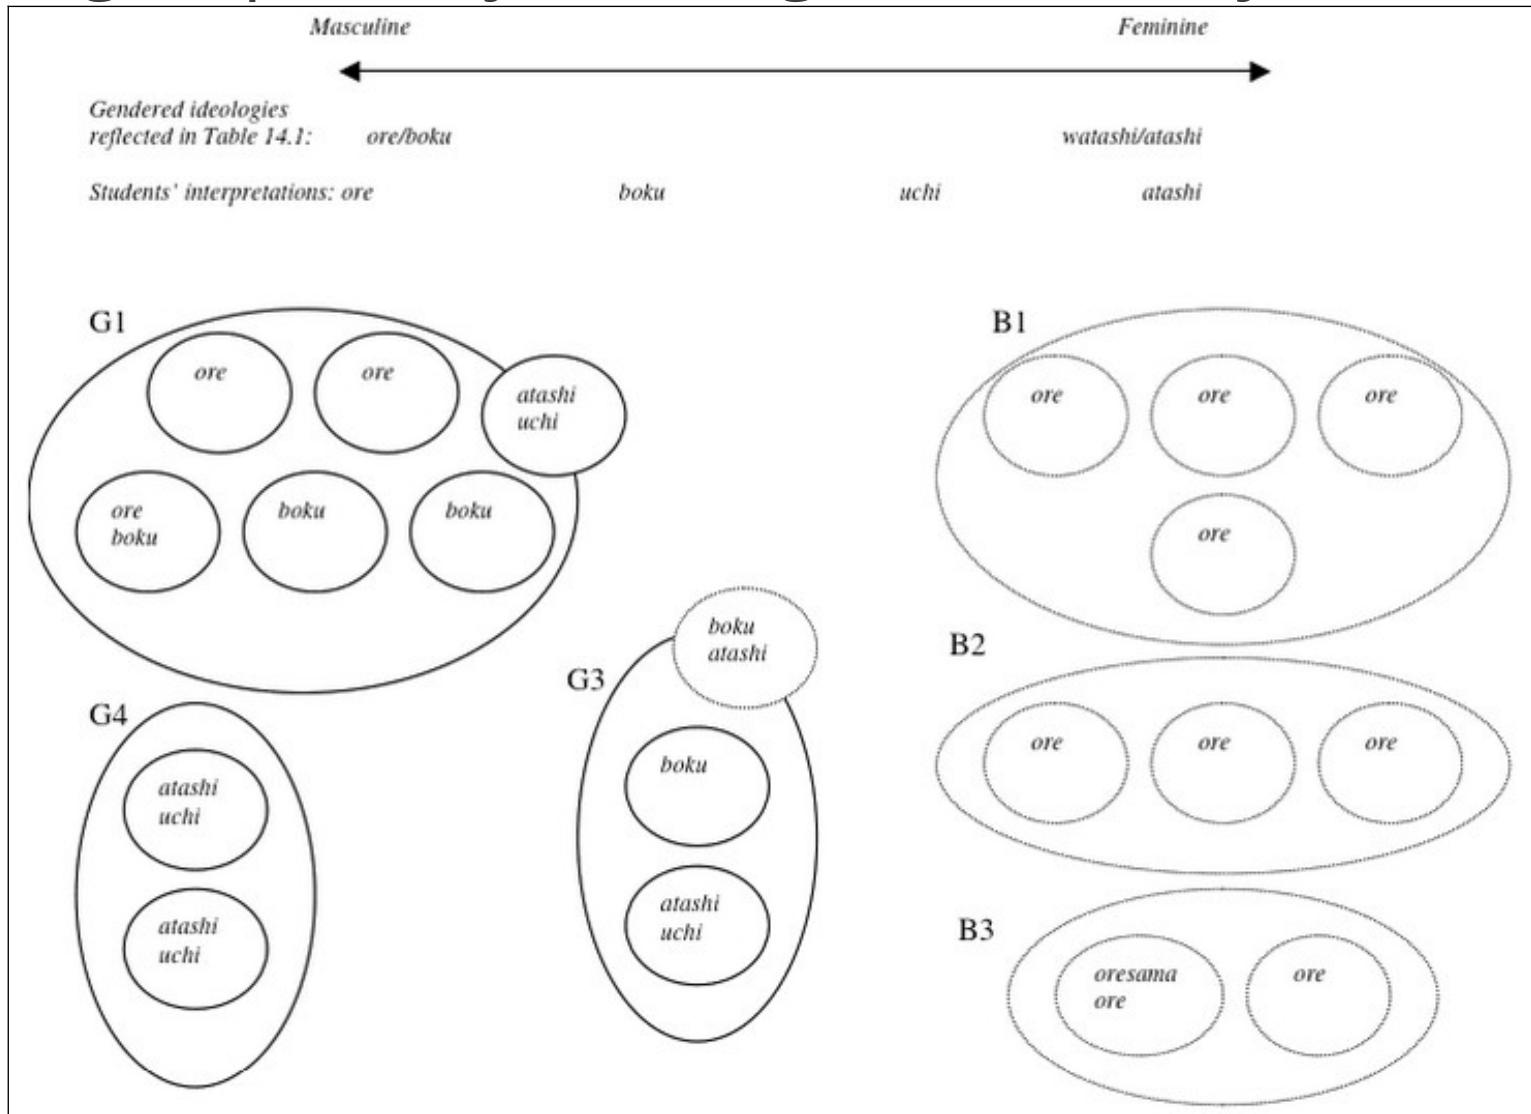 Masculine Feminine
Gendered ideologies
reflected in Table 14.1: ore/boku watashi/atashi
Students' interpretations: ore boku uchi atashi
G1
ore ore
atashi
uchi
ore
boku
boku boku
B1
ore ore ore
ore
G3
boku
atashi
boku
atashi
uchi
G4
atashi
uchi
atashi
uchi
B2
ore ore ore
B3
oresama
ore
ore